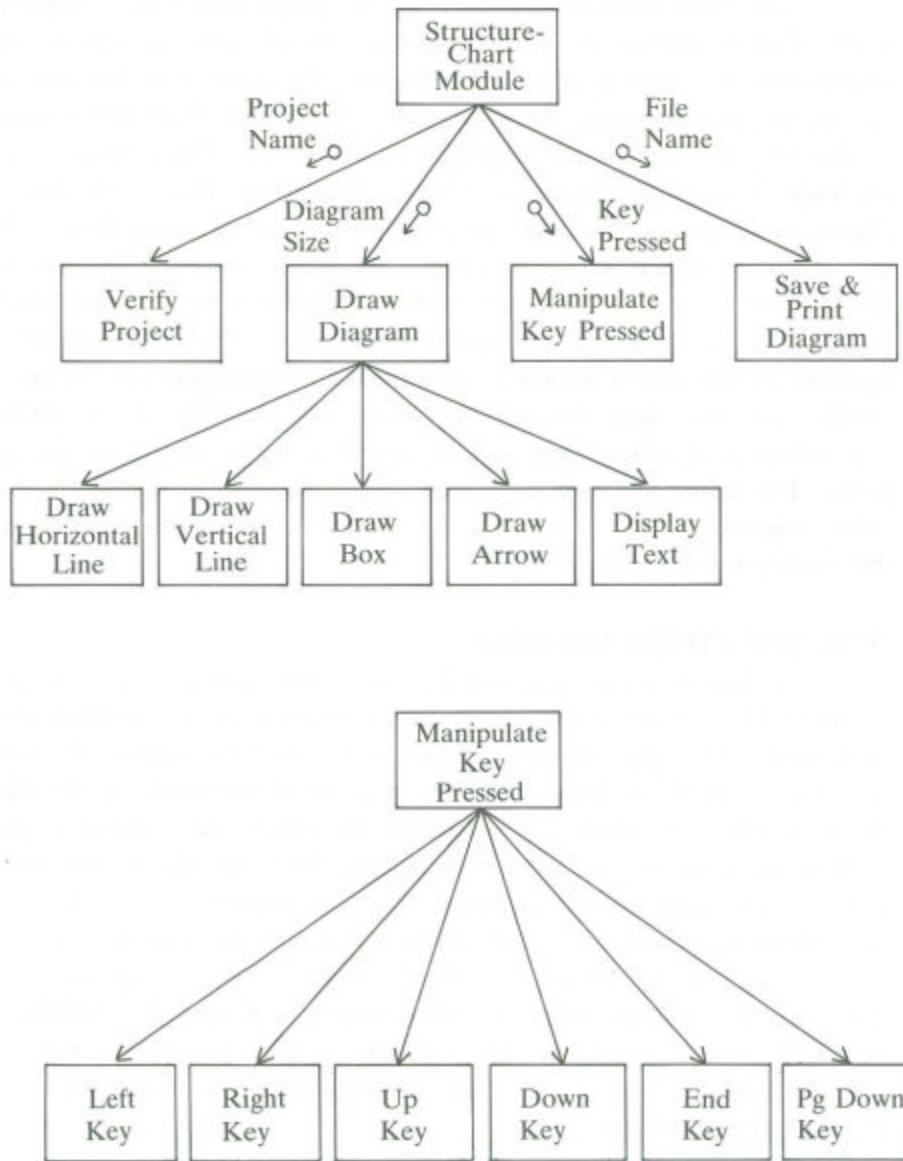 Structure-
Chart
Module
Project
Name
File
Name
Diagram
Size
Key
Pressed
Verify
Project
Draw
Diagram
Manipulate
Key Pressed
Save &
Print
Diagram
Draw
Horizontal
Line
Draw
Vertical
Line
Draw
Box
Draw
Arrow
Display
Text
Manipulate
Key
Pressed
Left
Key
Right
Key
Up
Key
Down
Key
End
Key
Pg Down
Key